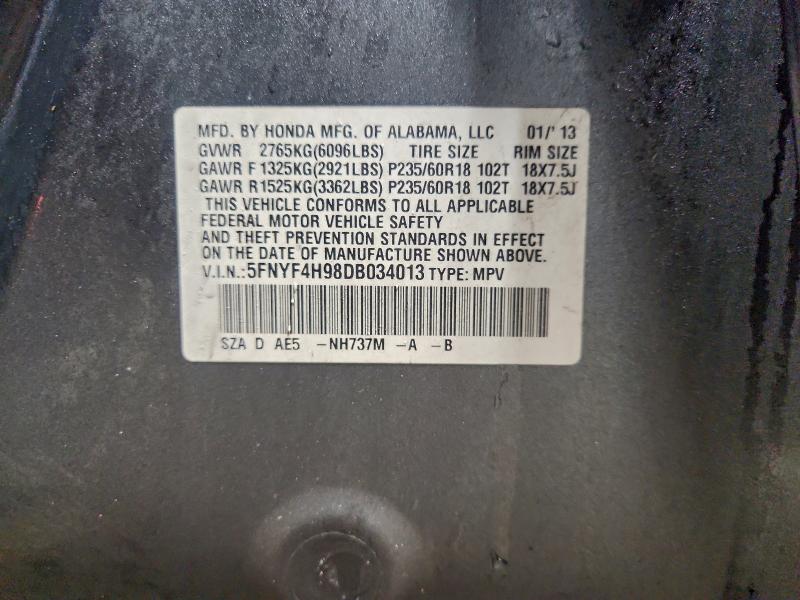 MFD. BY HONDA MFG. OF ALABAMA, LLC 01/'13
GVWR 2765KG(6096LBS) TIRE SIZE RIM SIZE
GAWR F1325KG(2921LBS) P235/60R18 102T 18X7.5J
GAWR R1525KG(3362LBS) P235/60R18 102T 18X7.5J
THIS VEHICLE CONFORMS TO ALL APPLICABLE
FEDERAL MOTOR VEHICLE SAFETY
AND THEFT PREVENTION STANDARDS IN EFFECT
ON THE DATE OF MANUFACTURE SHOWN ABOVE.
V.I.N.:5FNYF4H98DB034013 TYPE: MPV
SZA D AE5 -NH737M -A -B